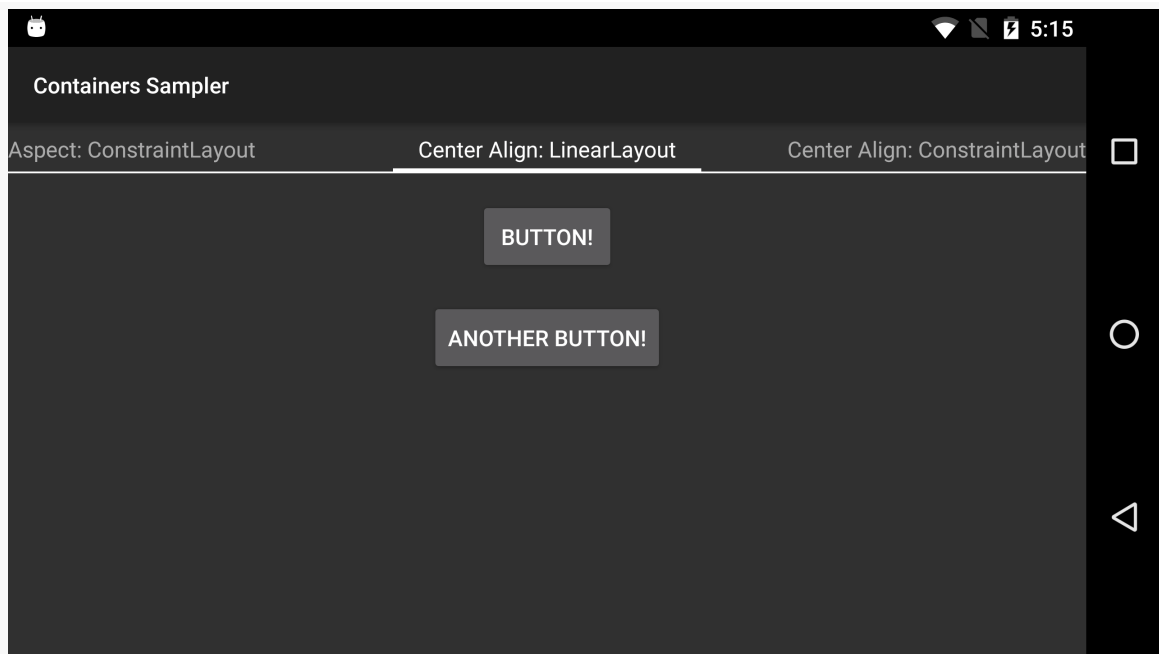 5:15
Containers Sampler
Aspect: ConstraintLayout
Center Align: LinearLayout
Center Align: ConstraintLayout
BUTTON!
ANOTHER BUTTON!